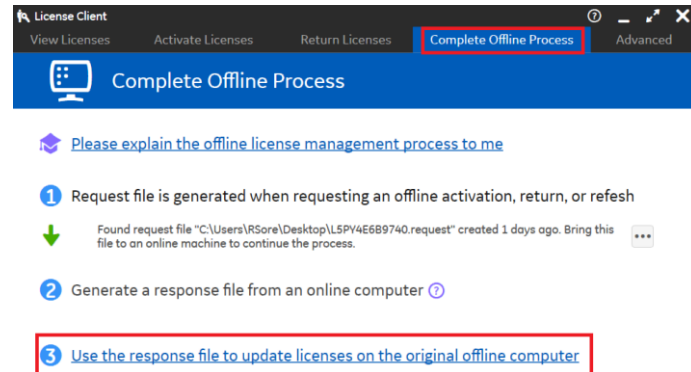 License Client
View Licenses Activate Licenses Return Licenses Complete Offline Process Advanced
Complete Offline Process
Please explain the offline license management process to me
1 Request file is generated when requesting an offline activation, return, or refesh
Found request file "C:\Users\RSore\Desktop\L5PY4E6B9740.request" created 1 days ago. Bring this
file to an online machine to continue the process.
2 Generate a response file from an online computer ?
3 Use the response file to update licenses on the original offline computer